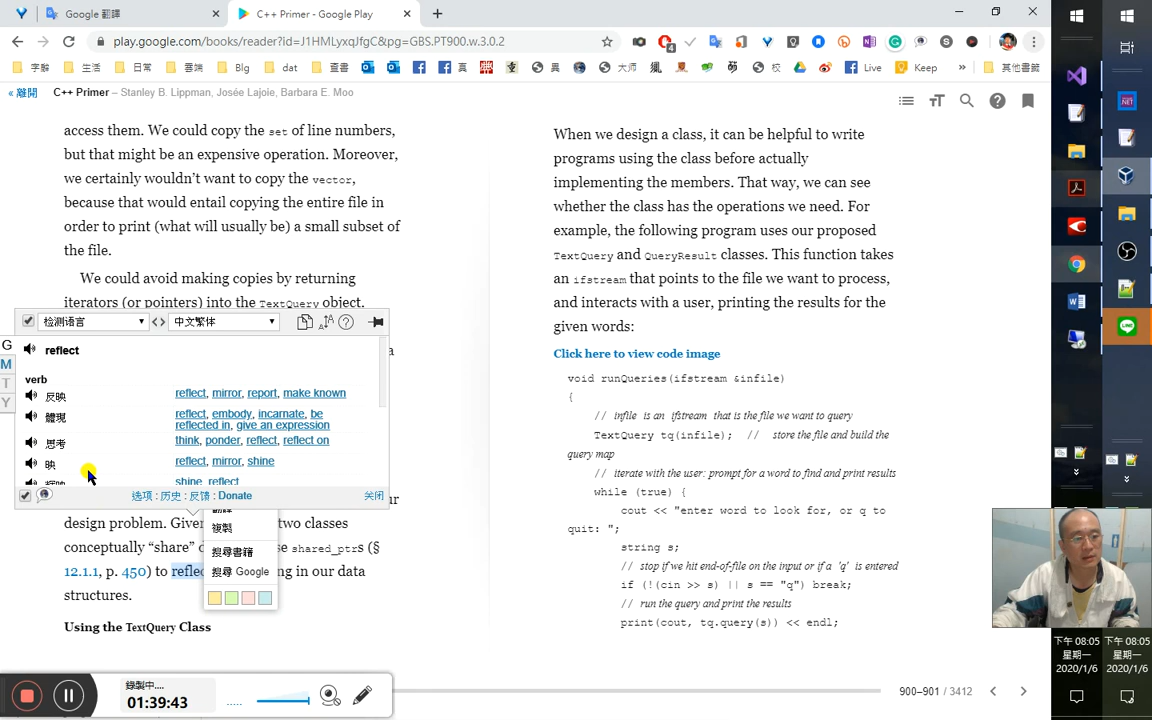 Google 翻譯
C++ Primer - Google Play
play.google.com/books/reader?id=J1HMLyxqJfgC&pg=GBS.PT900.w.3.0.2
4
字辭
生活
日常
雲端
Blg
dat
查書
真
異
大师
校
Live
Keep
其他書籤
« 離開
C++ Primer – Stanley B. Lippman, Josée Lajoie, Barbara E. Moo
access them. We could copy the set of line numbers,
but that might be an expensive operation. Moreover,
we certainly wouldn't want to copy the vector,
because that would entail copying the entire file in
order to print (what will usually be) a small subset of
the file.
We could avoid making copies by returning
iterators (or pointers) into the TextQuery object.
检测语言
中文繁体
G
M
T
Y
reflect
verb
反映 reflect, mirror, report, make known
體現 reflect, embody, incarnate, be
reflected in, give an expression
思考 think, ponder, reflect, reflect on
映 reflect, mirror, shine
shine, reflect
选项 : 历史 : 反馈 : Donate
关闭
design problem. Given two classes
conceptually “share”
shared_ptrs (§
12.1.1, p. 450) to reflec ng in our data
structures.
複製
搜尋書籍
搜尋 Google
Using the TextQuery Class
When we design a class, it can be helpful to write
programs using the class before actually
implementing the members. That way, we can see
whether the class has the operations we need. For
example, the following program uses our proposed
TextQuery and QueryResult classes. This function takes
an ifstream that points to the file we want to process,
and interacts with a user, printing the results for the
given words:
Click here to view code image
void runQueries(ifstream &infile)
{
// infile is an ifstream that is the file we want to query
TextQuery tq(infile); // store the file and build the
query map
// iterate with the user: prompt for a word to find and print results
while (true) {
cout << "enter word to look for, or q to
quit: ";
string s;
// stop if we hit end-of-file on the input or if a 'q' is entered
if (!(cin >> s) || s == "q") break;
// run the query and print the results
print(cout, tq.query(s)) << endl;
900–901 / 3412
錄製中....
01:39:43
下午 08:05
星期一
2020/1/6
下午 08:05
星期一
2020/1/6